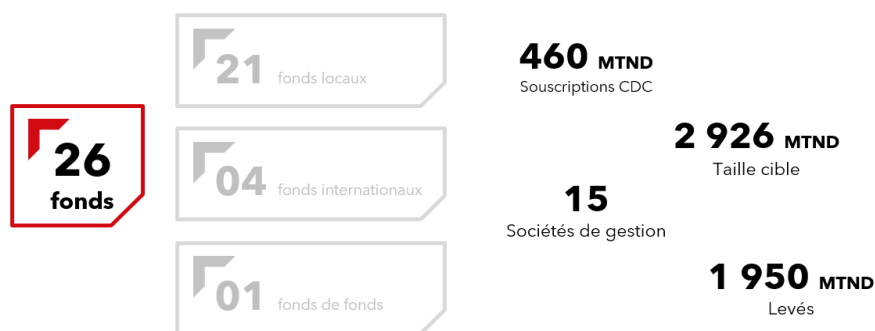 26
fonds
21 fonds locaux
04 fonds internationaux
01 fonds de fonds
460 MTND
Souscriptions CDC
2 926 MTND
Taille cible
15
Sociétés de gestion
1 950 MTND
Levés